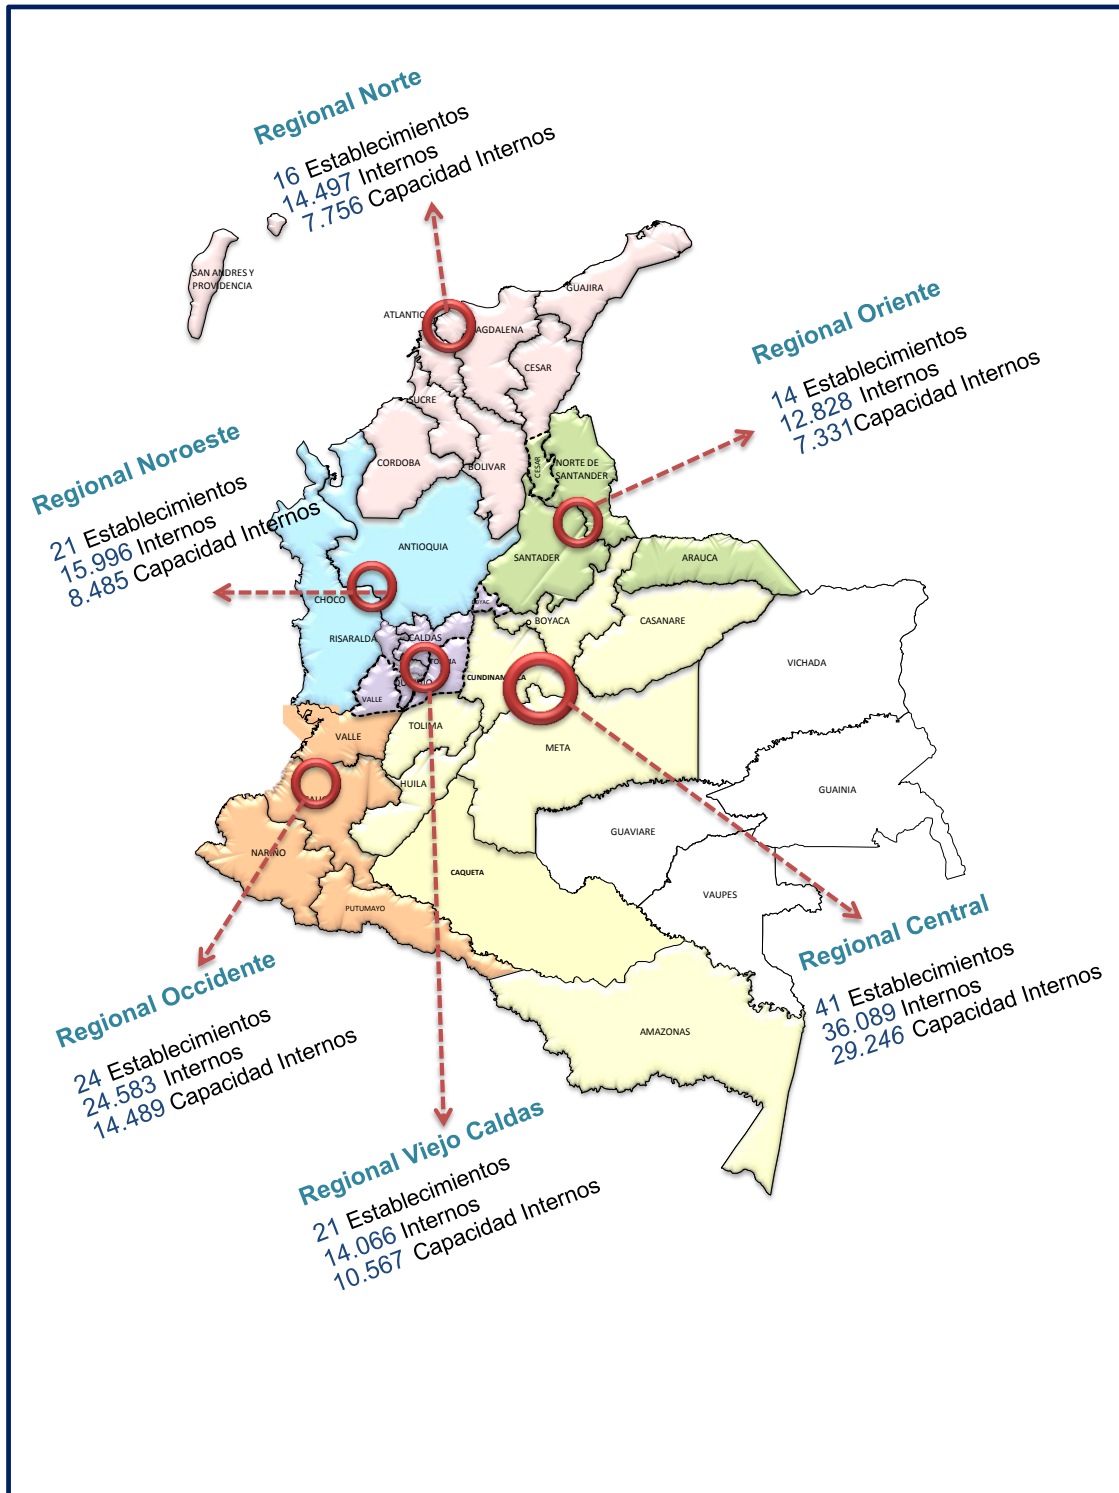 Regional Norte
16 Establecimientos
14.497 Internos
7.756 Capacidad Internos
SAN ANDRES Y
PROVIDENCIA
GUAJIRA
ATLANTIC
AGDALENA
CESAR
SUCRE
CORDOBA
BOLIVAR
Regional Oriente
14 Establecimientos
12.828 Internos
7.331Capacidad Internos
CESAR
NORTE DE
SANTANDER
SANTADER
ARAUCA
Regional Noroeste
21 Establecimientos
15.996 Internos
8.485 Capacidad Internos
ANTIOQUIA
CHOCO
RISARALDA
CALDAS
VALLE
BOYACA
CASANARE
VICHADA
TOLIMA
META
VALLE
HUILA
GUAINIA
GUAVIARE
NARIÑO
CAQUETA
VAUPES
PUTUMAYO
AMAZONAS
Regional Central
41 Establecimientos
36.089 Internos
29.246 Capacidad Internos
Regional Occidente
24 Establecimientos
24.583 Internos
14.489 Capacidad Internos
Regional Viejo Caldas
21 Establecimientos
14.066 Internos
10.567 Capacidad Internos